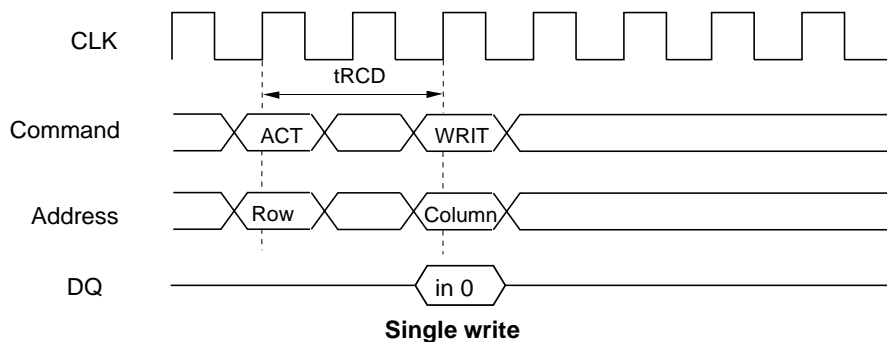 CLK
tRCD
Command ACT WRIT
Address Row Column
DQ in 0
Single write